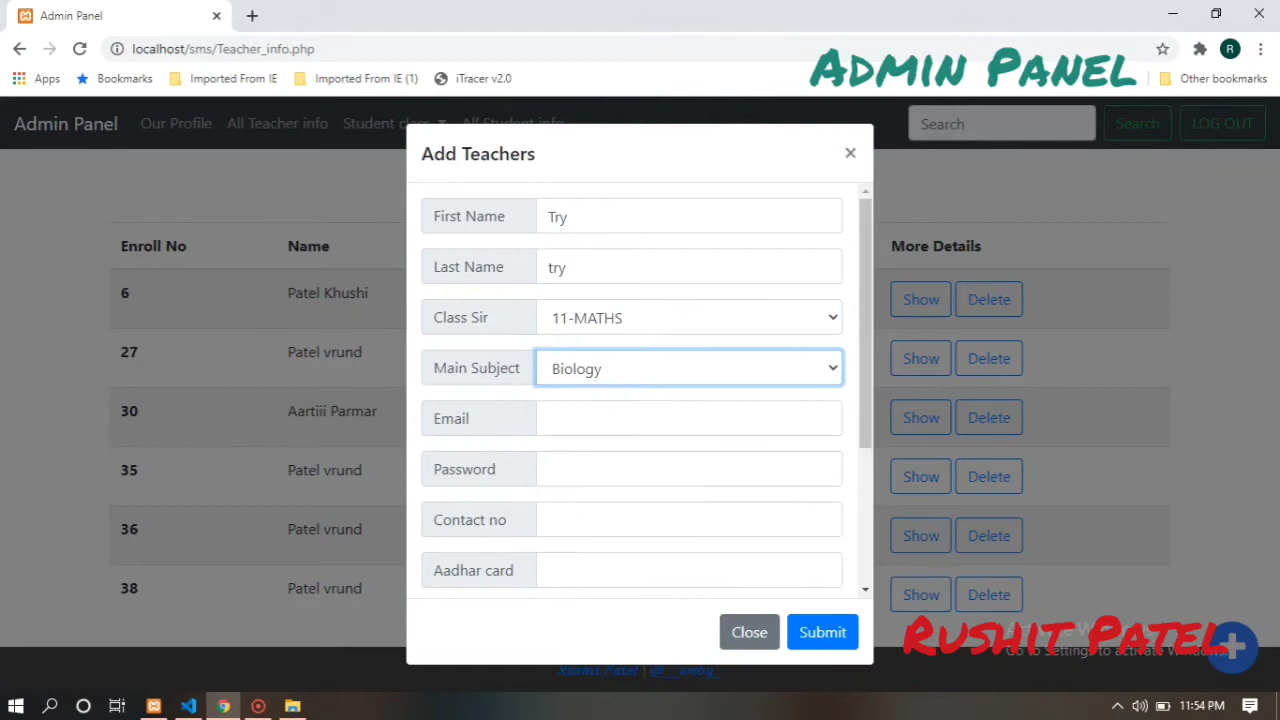 Admin Panel
localhost/sms/Teacher_info.php
Apps Bookmarks Imported From IE Imported From IE (1) iTracer v2.0 Other bookmarks
ADMIN PANEL
R
Admin Panel Our Profile All Teacher info Student class All Student info Search Search LOG OUT
Add Teachers ×
Enroll No Name More Details
6 Patel Khushi Show Delete
27 Patel vrund Show Delete
30 Aartiii Parmar Show Delete
35 Patel vrund Show Delete
36 Patel vrund Show Delete
38 Patel vrund Show Delete
First Name Try
Last Name try
Class Sir 11-MATHS
Main Subject Biology
Email
Password
Contact no
Aadhar card
Close Submit
RUSHIT PATEL
Go to Settings to activate Windows.
Rushit Patel | @__weby_
11:54 PM